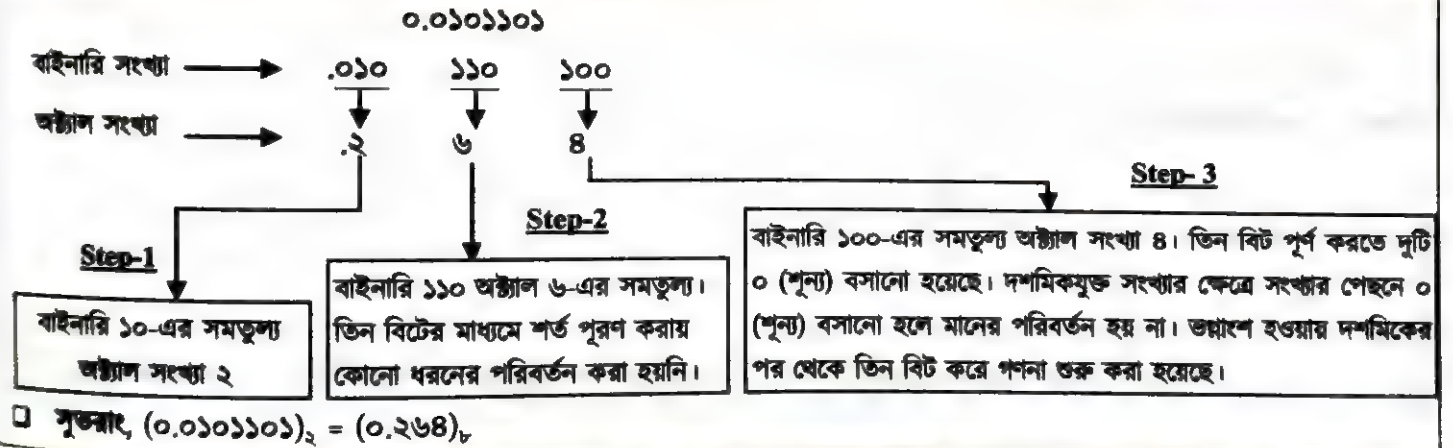 ০.০১০১১০১
বাইনারি সংখ্যা .০১০ ১১০ ১০০
অক্টাল সংখ্যা .২ ৬ ৪
Step-1
বাইনারি ১০-এর সমতুল্য
অক্টাল সংখ্যা ২
Step-2
বাইনারি ১১০ অক্টাল ৬-এর সমতুল্য।
তিন বিটের মাধ্যমে শর্ত পূরণ করায়
কোনো ধরনের পরিবর্তন করা হয়নি।
Step- 3
বাইনারি ১০০-এর সমতুল্য অক্টাল সংখ্যা ৪। তিন বিট পূর্ণ করতে দুটি
০ (শূন্য) বসানো হয়েছে। দশমিকযুক্ত সংখ্যার ক্ষেত্রে সংখ্যার পেছনে ০
(শূন্য) বসানো হলে মানের পরিবর্তন হয় না। ভগ্নাংশ হওয়ায় দশমিকের
পর থেকে তিন বিট করে গণনা শুরু করা হয়েছে।
❑ সুতরাং, (০.০১০১১০১)₂ = (০.২৬৪)৮